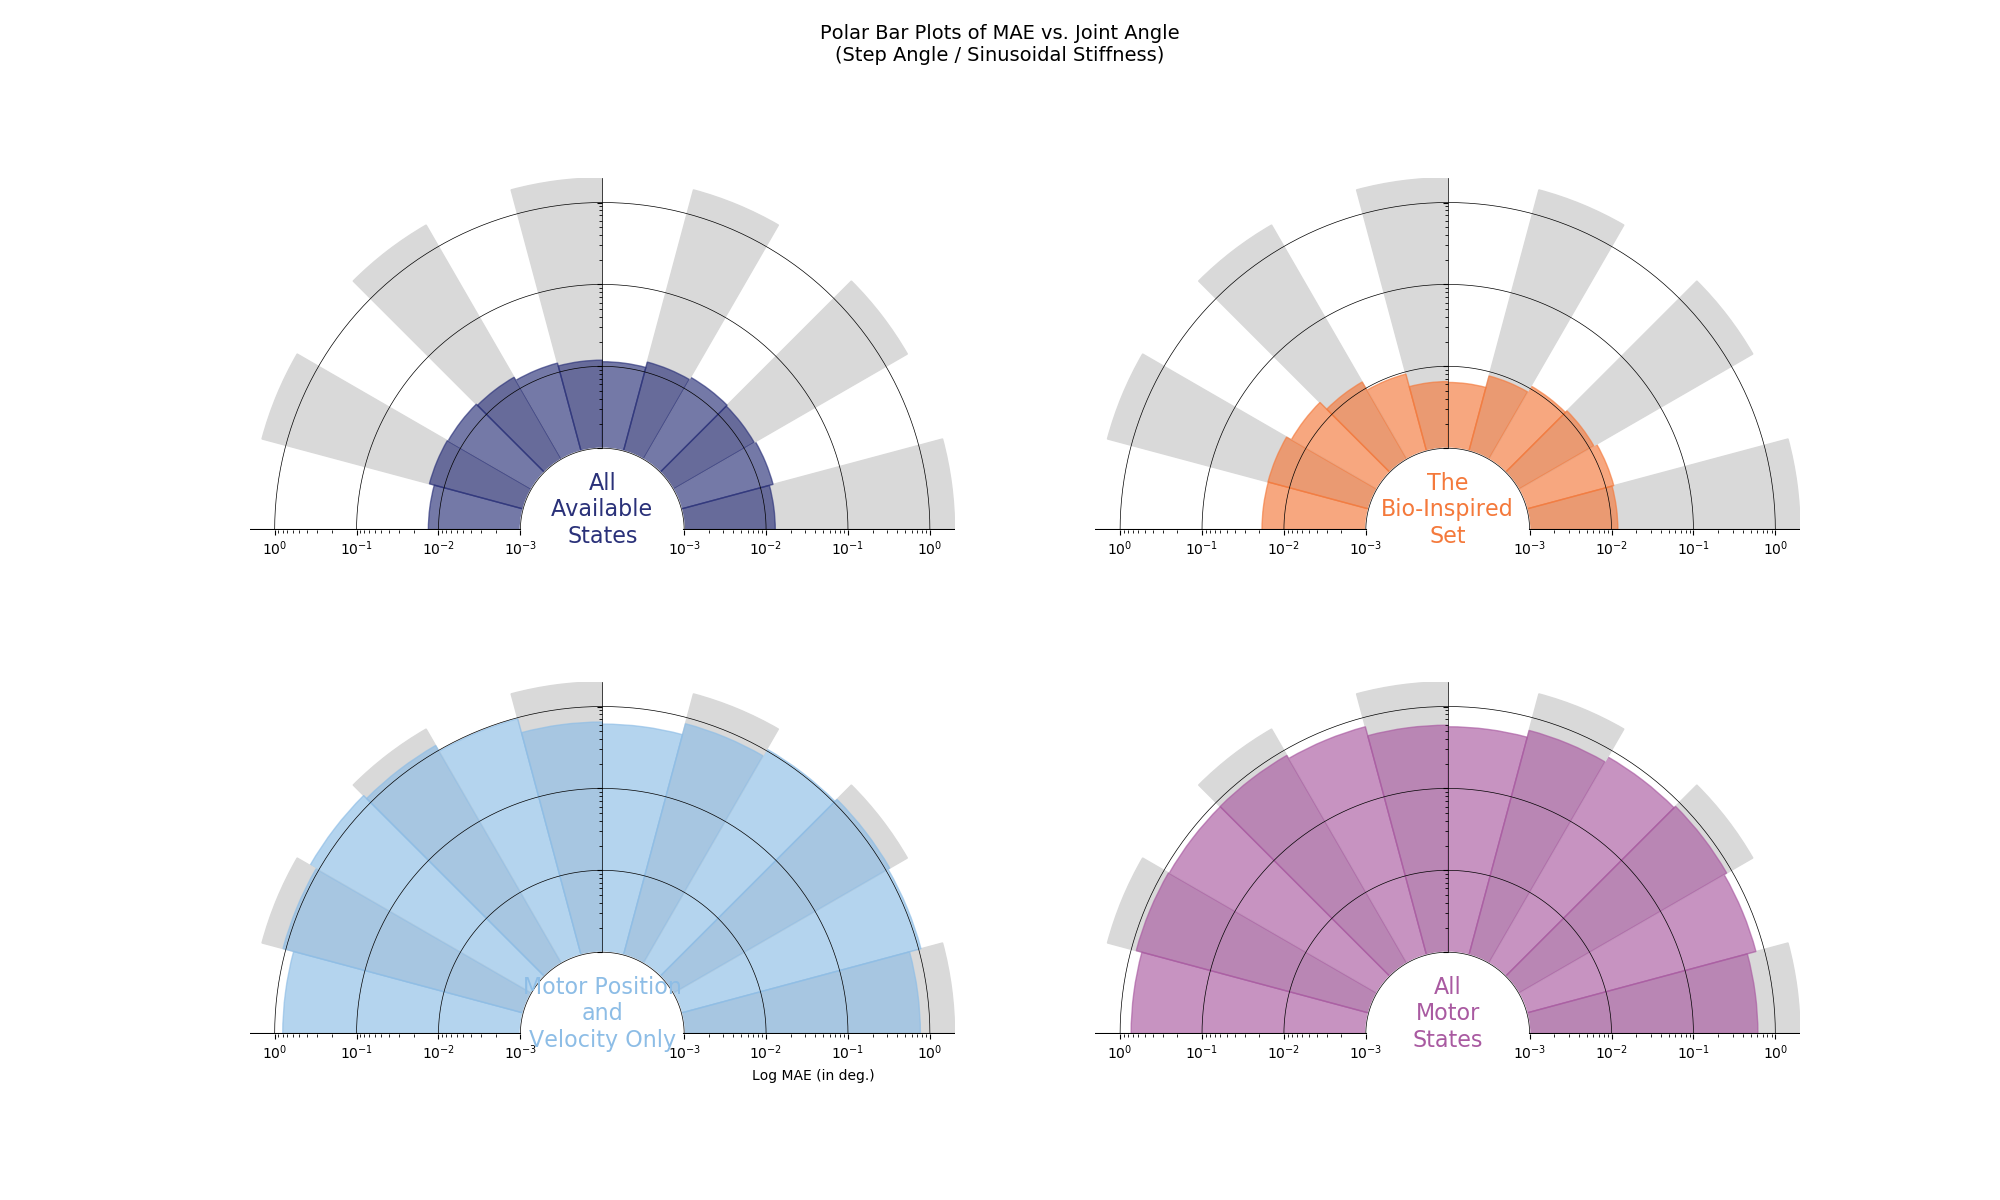 Polar Bar Plots of MAE vs. Joint Angle
(Step Angle / Sinusoidal Stiffness)
All
Available
States
10⁰ 10⁻¹ 10⁻² 10⁻³ 10⁻³ 10⁻² 10⁻¹ 10⁰
The
Bio-Inspired
Set
10⁰ 10⁻¹ 10⁻² 10⁻³ 10⁻³ 10⁻² 10⁻¹ 10⁰
Motor Position
and
Velocity Only
10⁰ 10⁻¹ 10⁻² 10⁻³ 10⁻³ 10⁻² 10⁻¹ 10⁰
Log MAE (in deg.)
All
Motor
States
10⁰ 10⁻¹ 10⁻² 10⁻³ 10⁻³ 10⁻² 10⁻¹ 10⁰